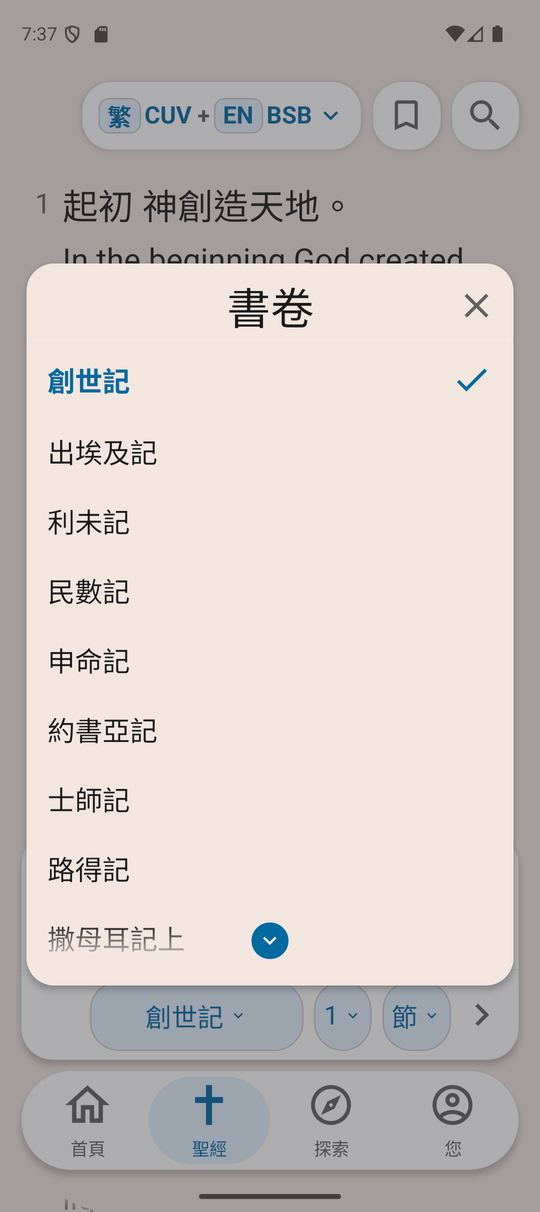 7:37
繁 CUV + EN BSB
1 起初 神創造天地。
In the beginning God created
書卷
創世記
出埃及記
利未記
民數記
申命記
約書亞記
士師記
路得記
撒母耳記上
創世記 1 節
首頁 聖經 探索 您